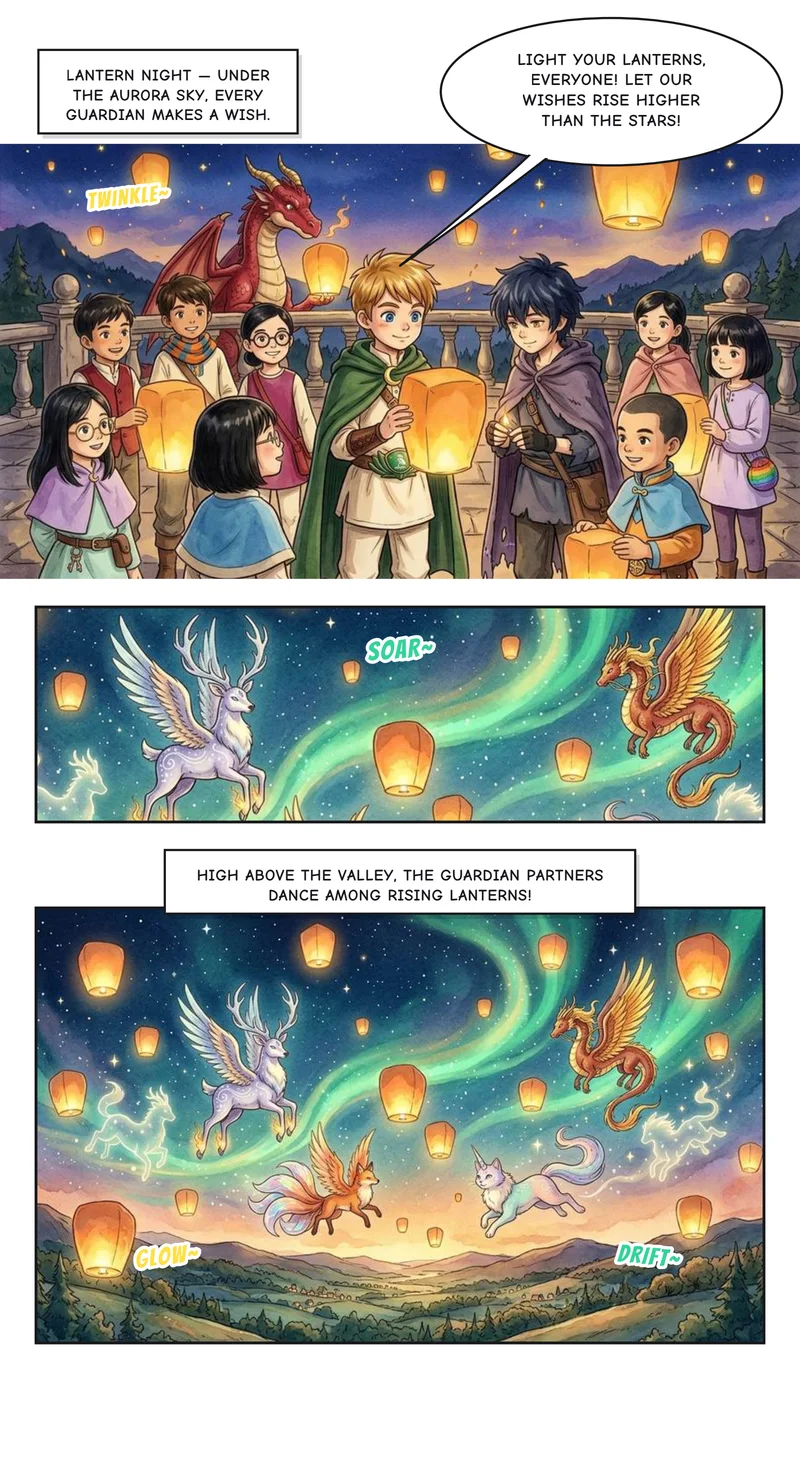 LANTERN NIGHT — UNDER
THE AURORA SKY, EVERY
GUARDIAN MAKES A WISH.
LIGHT YOUR LANTERNS,
EVERYONE! LET OUR
WISHES RISE HIGHER
THAN THE STARS!
TWINKLE~
SOAR~
HIGH ABOVE THE VALLEY, THE GUARDIAN PARTNERS
DANCE AMONG RISING LANTERNS!
GLOW~
DRIFT~